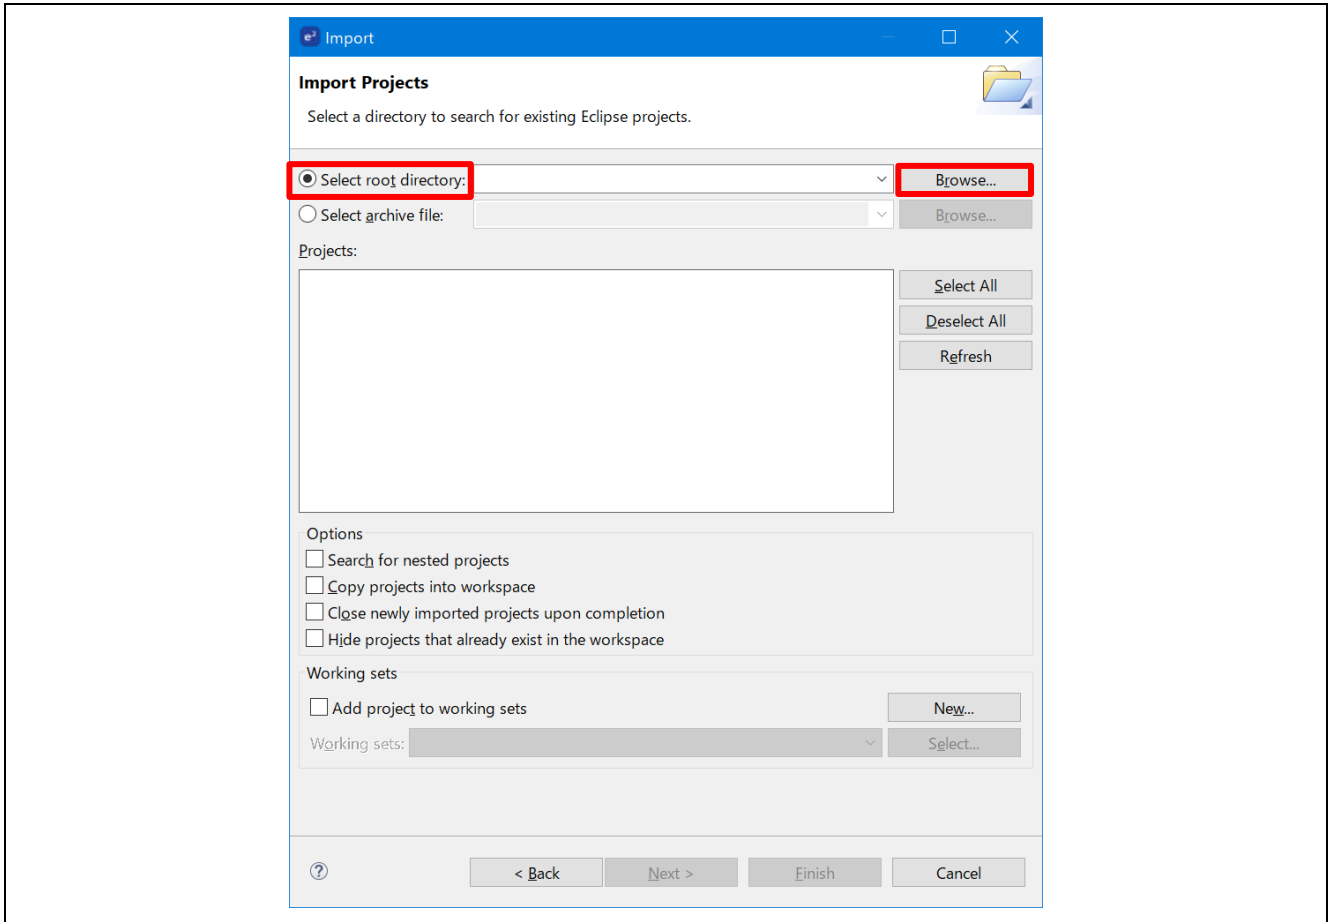 e² Import
Import Projects
Select a directory to search for existing Eclipse projects.
Select root directory: Browse...
Select archive file: Browse...
Projects:
Select All
Deselect All
Refresh
Options
Search for nested projects
Copy projects into workspace
Close newly imported projects upon completion
Hide projects that already exist in the workspace
Working sets
Add project to working sets New...
Working sets: Select...
? < Back Next > Finish Cancel